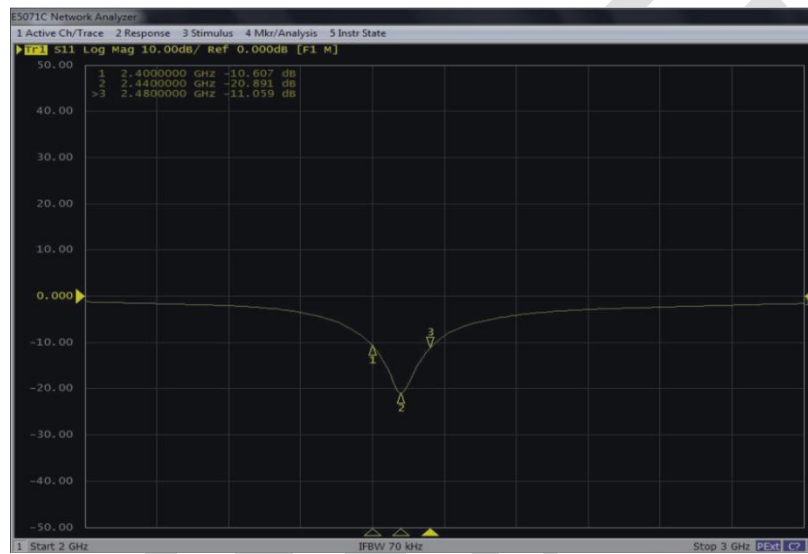 E5071C Network Analyzer
1 Active Ch/Trace 2 Response 3 Stimulus 4 Mkr/Analysis 5 Instr State
Tr1 S11 Log Mag 10.00dB/ Ref 0.000dB [F1 M]
50.00
1 2.4000000 GHz -10.607 dB
2 2.4400000 GHz -20.891 dB
>3 2.4800000 GHz -11.059 dB
40.00
30.00
20.00
10.00
0.000
-10.00
3
1
-20.00
2
-30.00
-40.00
-50.00
1 Start 2 GHz IFBW 70 kHz Stop 3 GHz PExt C?